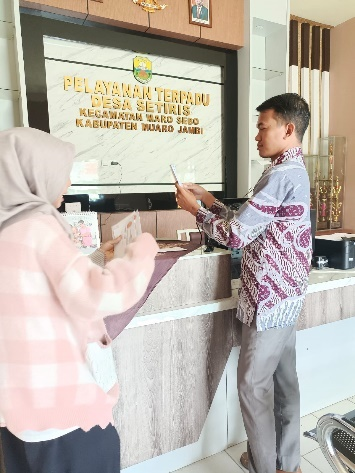 PELAYANAN TERPADU
DESA SETIRIS
KECAMATAN MARO SEBO
KABUPATEN MUARO JAMBI